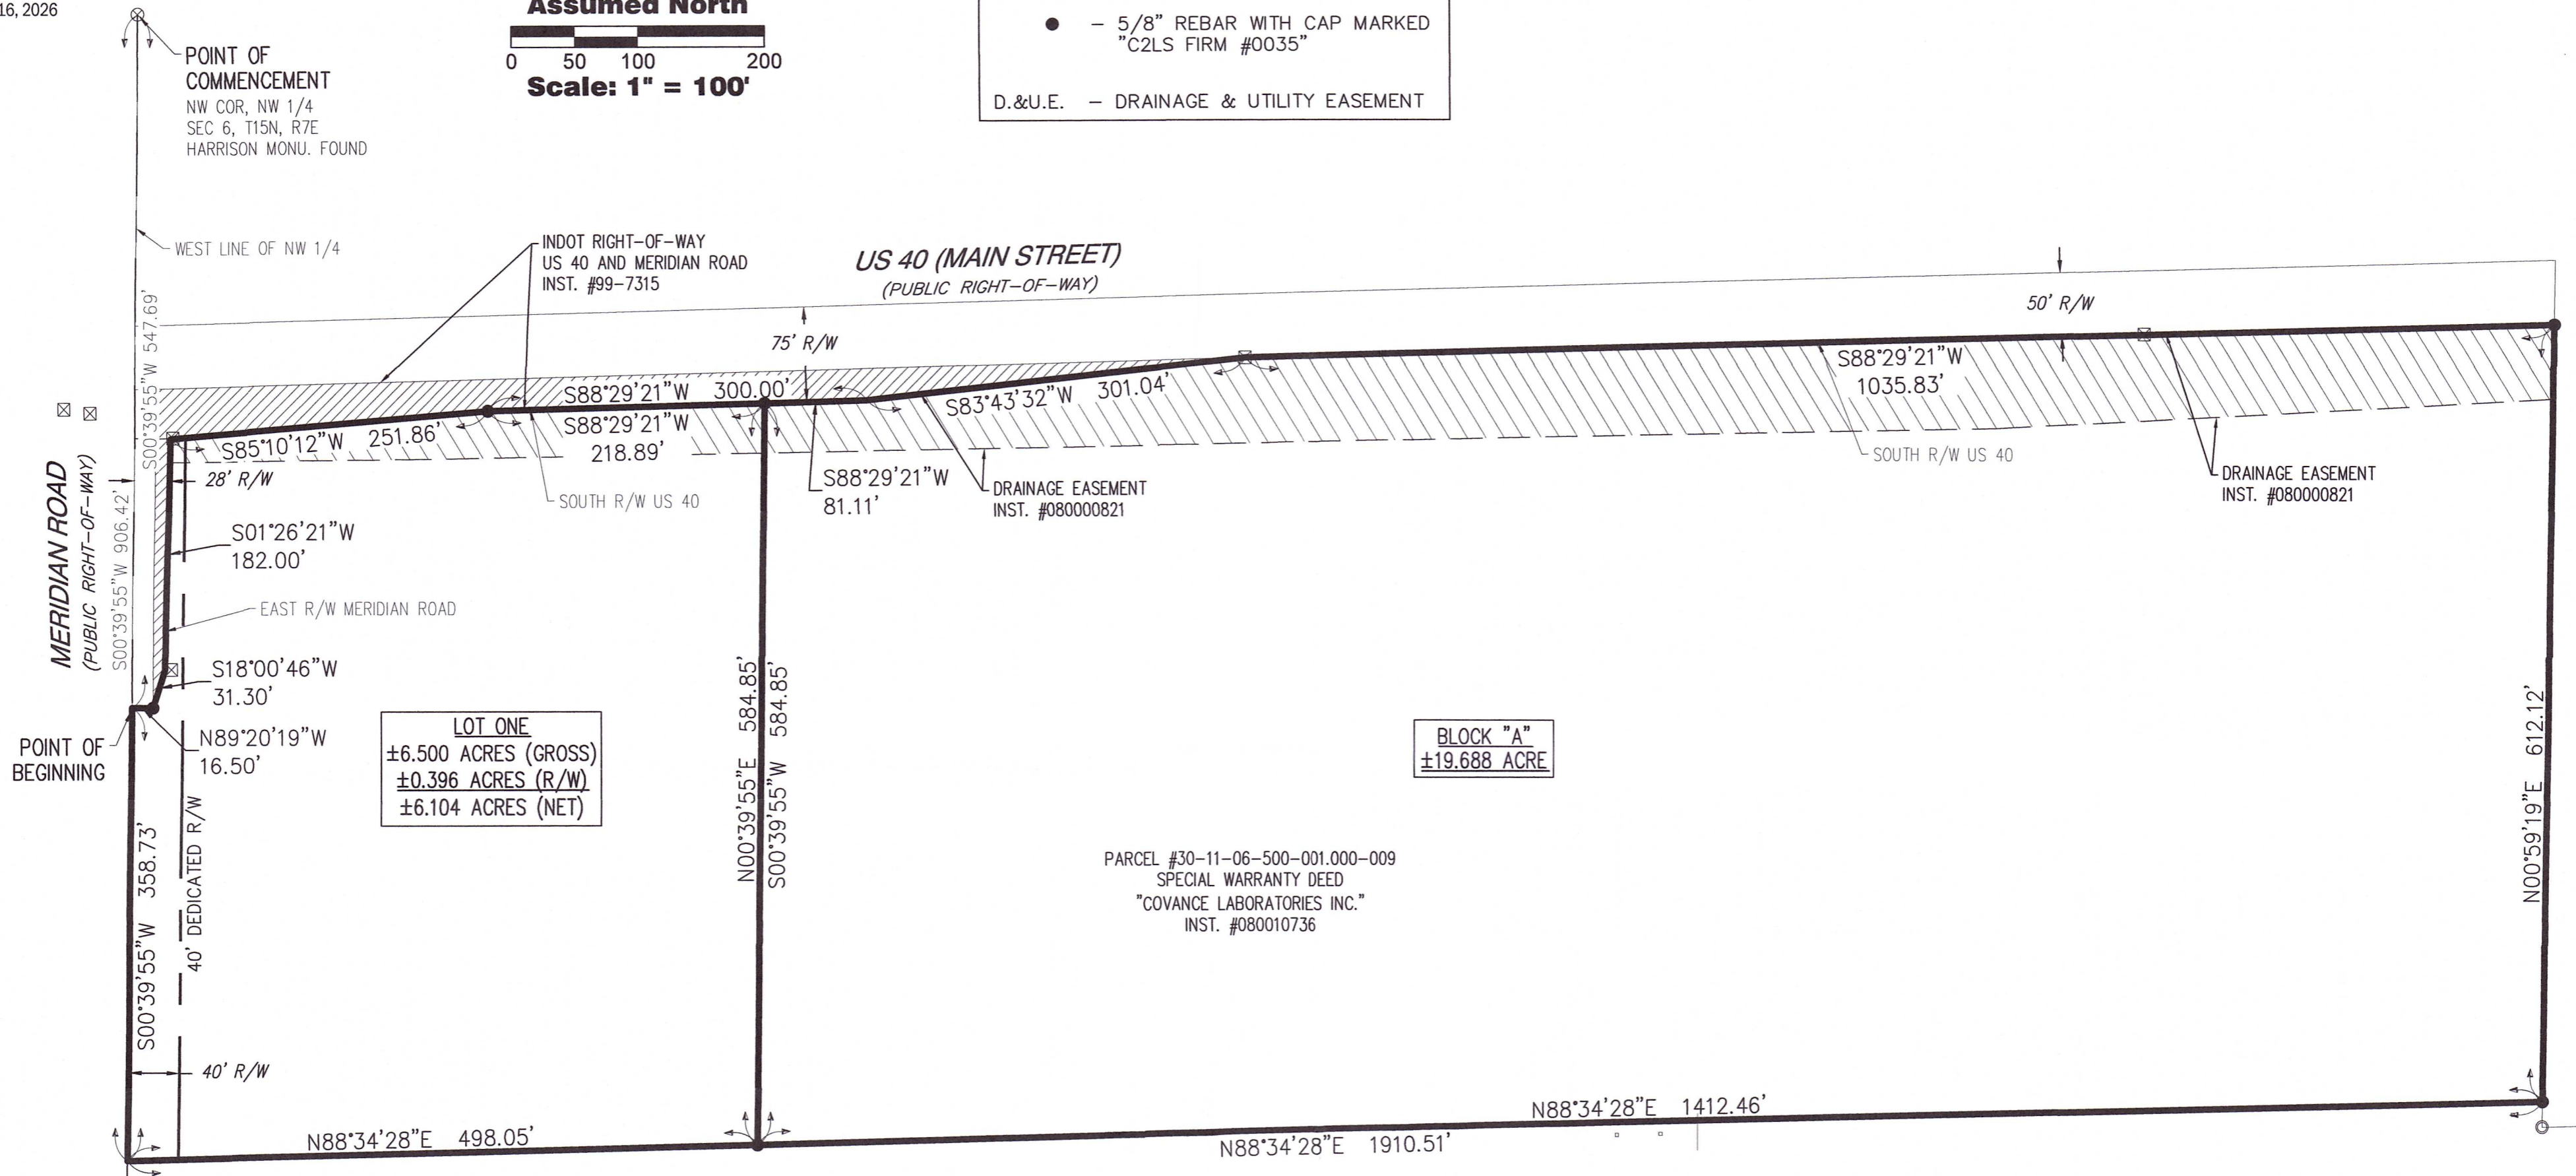 16, 2026
Assumed North
0 50 100 200
Scale: 1" = 100'
● – 5/8" REBAR WITH CAP MARKED
"C2LS FIRM #0035"
D.&U.E. – DRAINAGE & UTILITY EASEMENT
POINT OF
COMMENCEMENT
NW COR, NW 1/4
SEC 6, T15N, R7E
HARRISON MONU. FOUND
WEST LINE OF NW 1/4
INDOT RIGHT-OF-WAY
US 40 AND MERIDIAN ROAD
INST. #99-7315
US 40 (MAIN STREET)
(PUBLIC RIGHT-OF-WAY)
50' R/W
75' R/W
S00°39'55"W 547.69'
S88°29'21"W 300.00'
S83°43'32"W 301.04'
S88°29'21"W
1035.83'
S85°10'12"W 251.86'
S88°29'21"W
218.89'
28' R/W
SOUTH R/W US 40
S88°29'21"W
81.11'
DRAINAGE EASEMENT
INST. #080000821
SOUTH R/W US 40
DRAINAGE EASEMENT
INST. #080000821
MERIDIAN ROAD
(PUBLIC RIGHT-OF-WAY)
S00°39'55"W 906.42'
S01°26'21"W
182.00'
EAST R/W MERIDIAN ROAD
S18°00'46"W
31.30'
N89°20'19"W
16.50'
POINT OF
BEGINNING
LOT ONE
±6.500 ACRES (GROSS)
±0.396 ACRES (R/W)
±6.104 ACRES (NET)
N00°39'55"E 584.85'
S00°39'55"W 584.85'
BLOCK "A"
±19.688 ACRE
N00°59'19"E 612.12'
PARCEL #30-11-06-500-001.000-009
SPECIAL WARRANTY DEED
"COVANCE LABORATORIES INC."
INST. #080010736
S00°39'55"W 358.73'
40' DEDICATED R/W
40' R/W
N88°34'28"E 498.05'
N88°34'28"E 1412.46'
N88°34'28"E 1910.51'